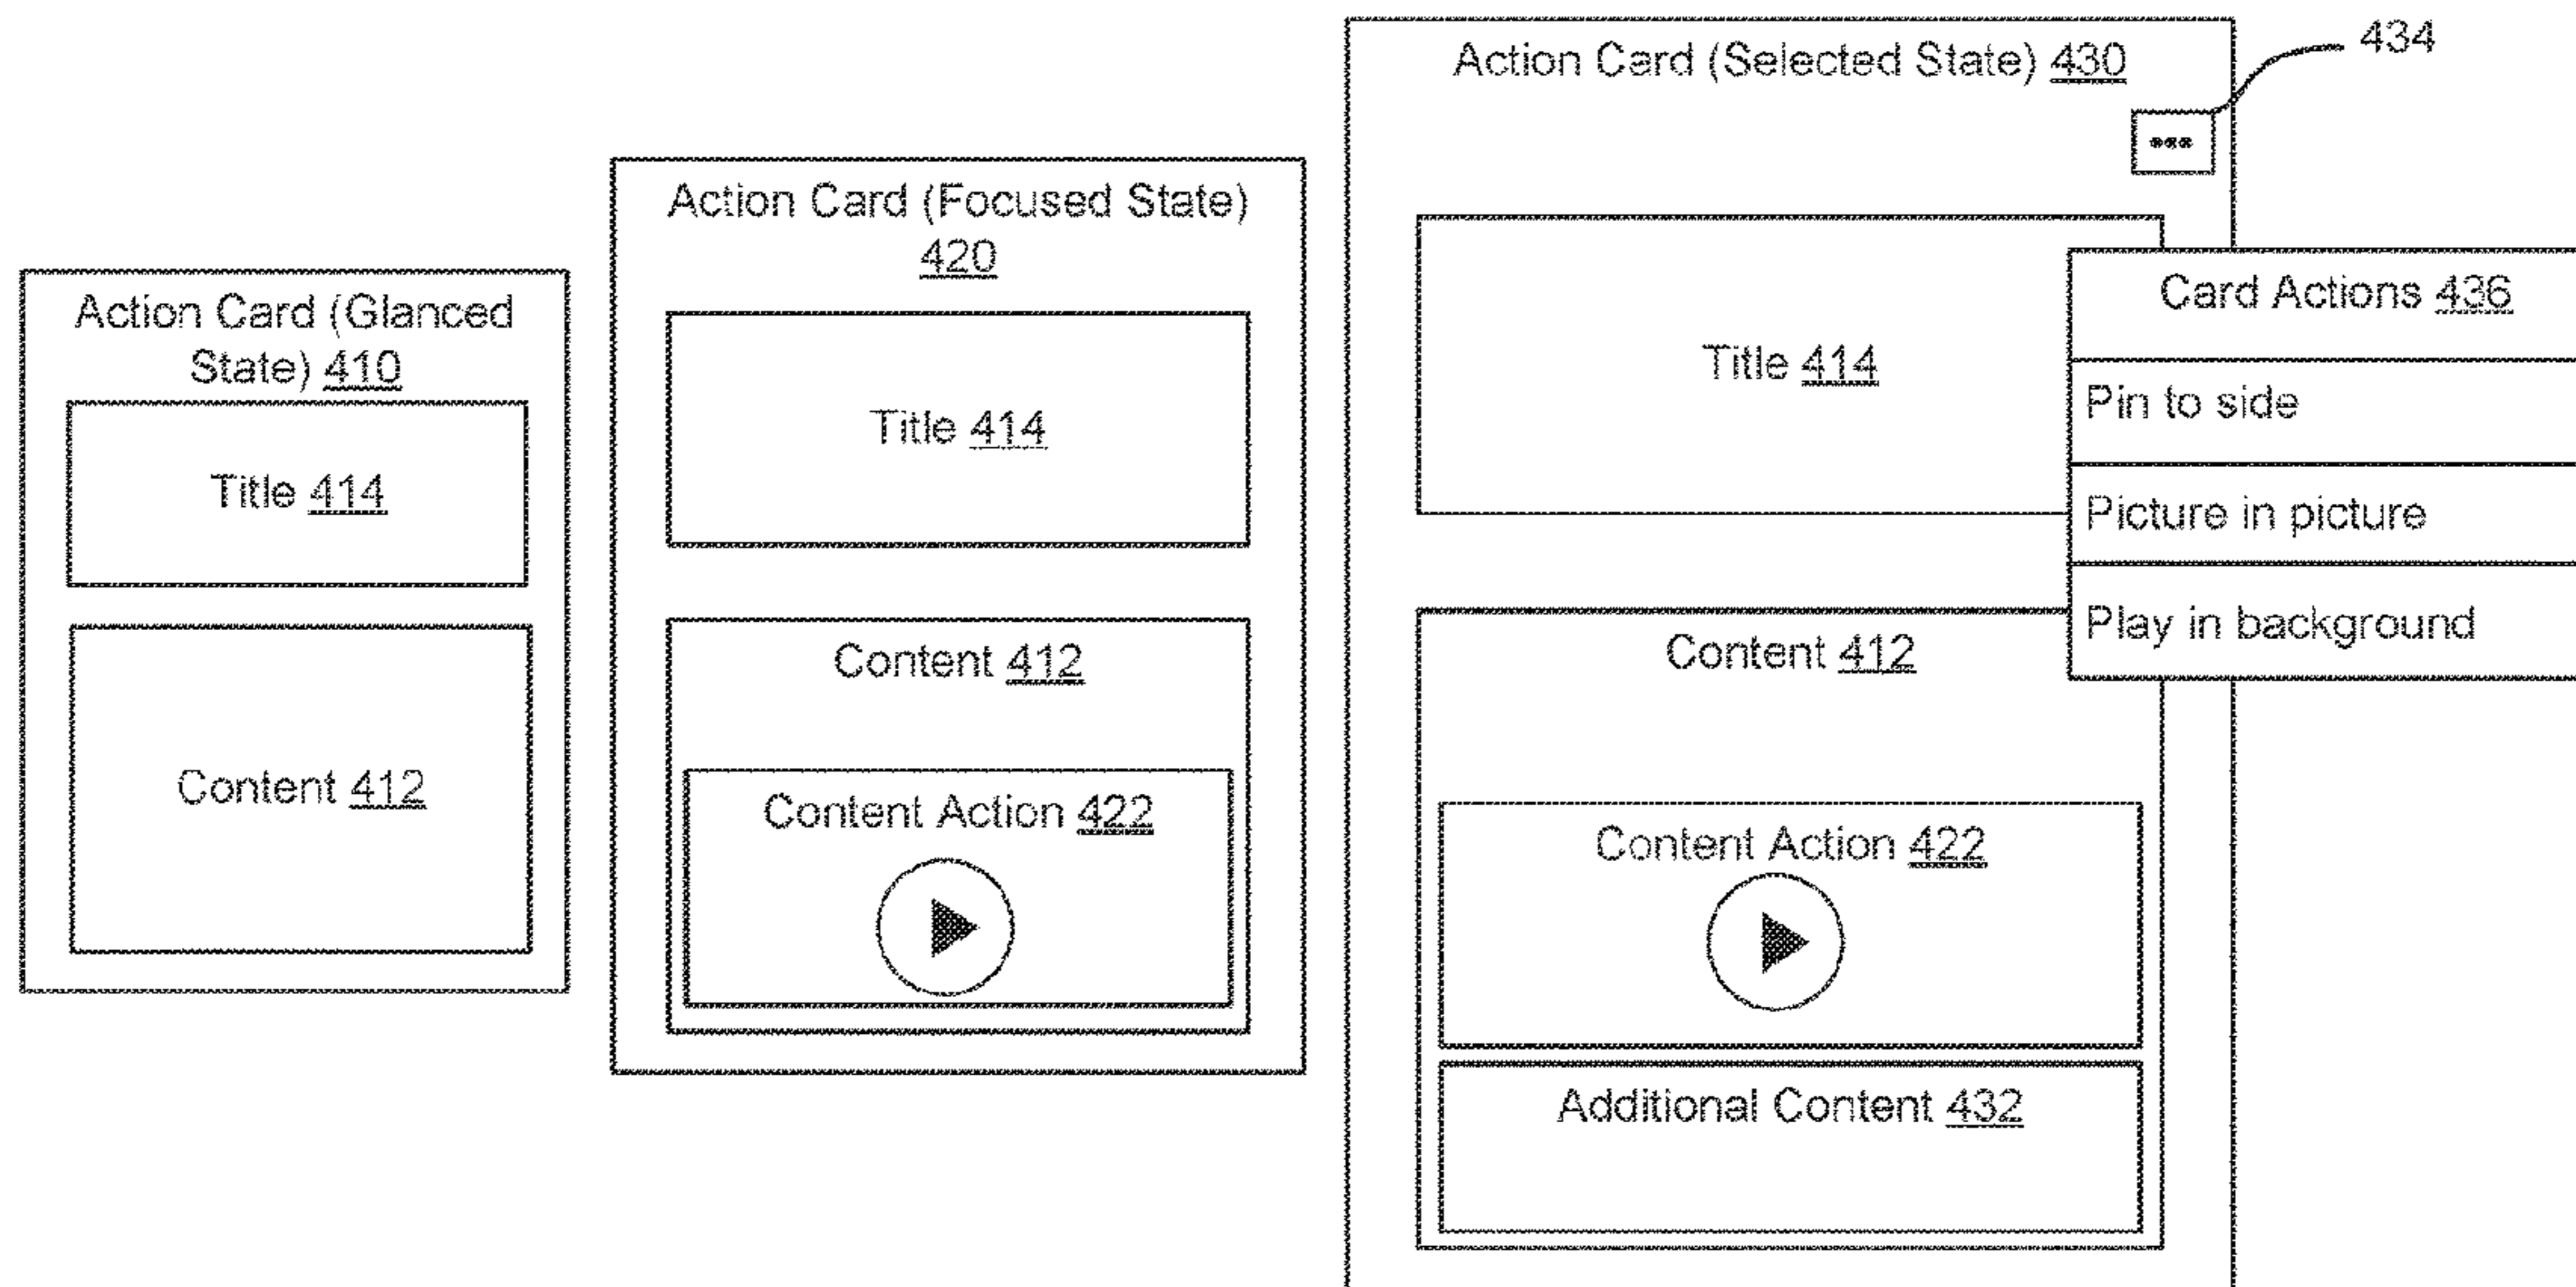 Action Card (Glanced
State) 410
Title 414
Content 412
Action Card (Focused State)
420
Title 414
Content 412
Content Action 422
Action Card (Selected State) 430
434
•••
Title 414
Card Actions 436
Pin to side
Picture in picture
Play in background
Content 412
Content Action 422
Additional Content 432